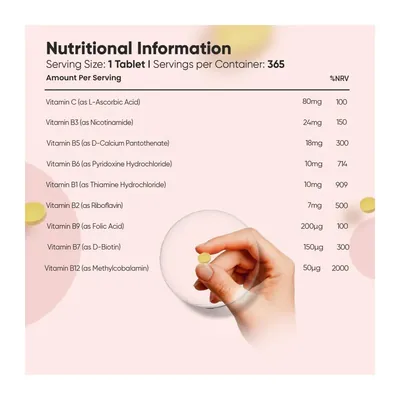 Nutritional Information
Serving Size: 1 Tablet | Servings per Container: 365
Amount Per Serving %NRV
Vitamin C (as L-Ascorbic Acid) 80mg 100
Vitamin B3 (as Nicotinamide) 24mg 150
Vitamin B5 (as D-Calcium Pantothenate) 18mg 300
Vitamin B6 (as Pyridoxine Hydrochloride) 10mg 714
Vitamin B1 (as Thiamine Hydrochloride) 10mg 909
Vitamin B2 (as Riboflavin) 7mg 500
Vitamin B9 (as Folic Acid) 200μg 100
Vitamin B7 (as D-Biotin) 150μg 300
Vitamin B12 (as Methylcobalamin) 50μg 2000